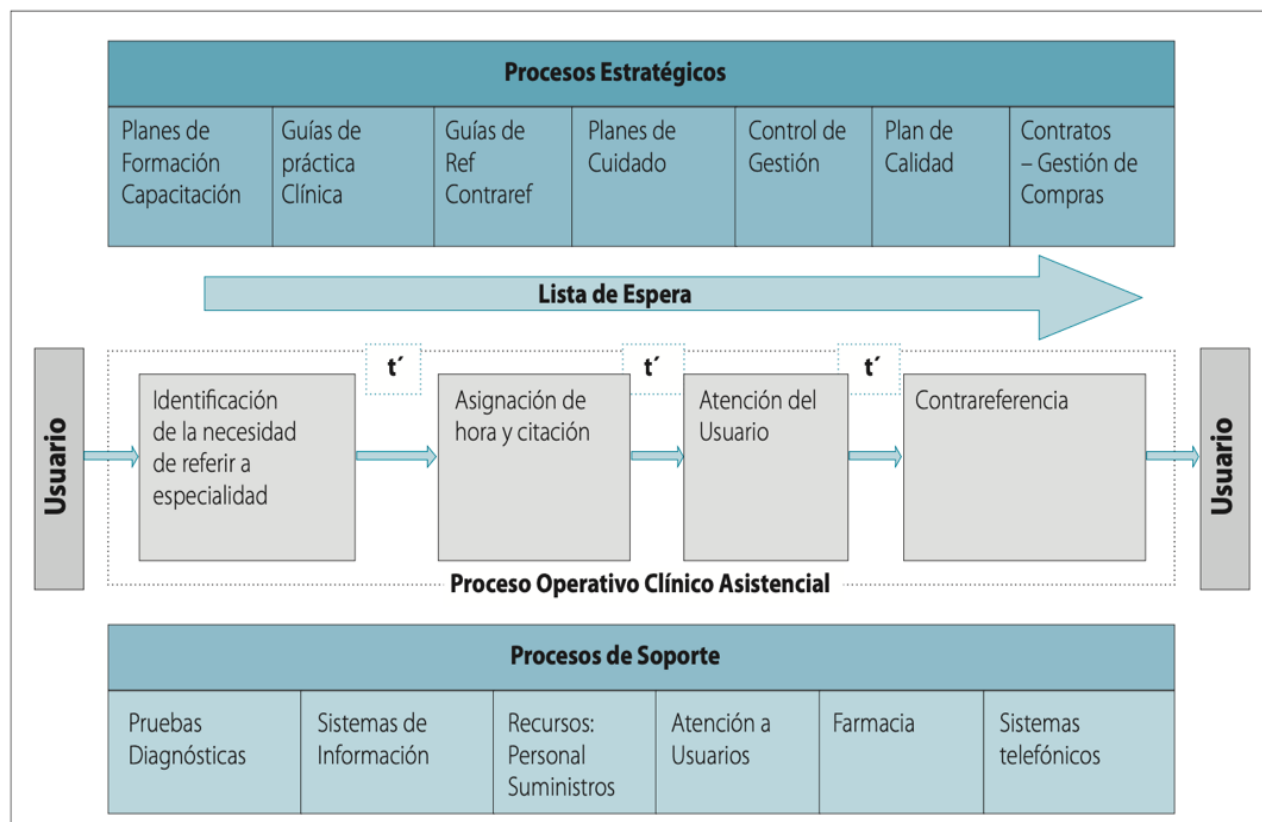 Procesos Estratégicos
Planes de
Formación
Capacitación
Guías de
práctica
Clínica
Guías de
Ref
Contraref
Planes de
Cuidado
Control de
Gestión
Plan de
Calidad
Contratos
– Gestión de
Compras
Lista de Espera
Usuario
t´
t´
t´
Identificación
de la necesidad
de referir a
especialidad
Asignación de
hora y citación
Atención del
Usuario
Contrareferencia
Usuario
Proceso Operativo Clínico Asistencial
Procesos de Soporte
Pruebas
Diagnósticas
Sistemas de
Información
Recursos:
Personal
Suministros
Atención a
Usuarios
Farmacia
Sistemas
telefónicos